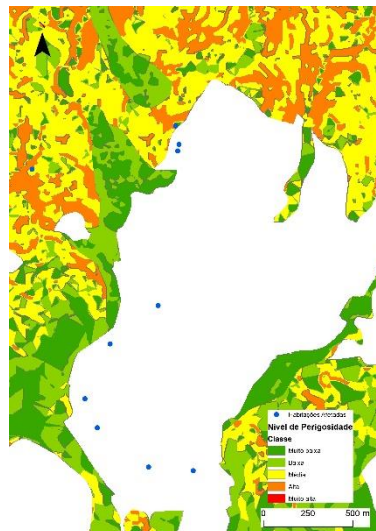 Habitações Afetadas
Nível de Perigosidade
Classe
Muito baixa
Baixa
Média
Alta
Muito alta
0 250 500 m